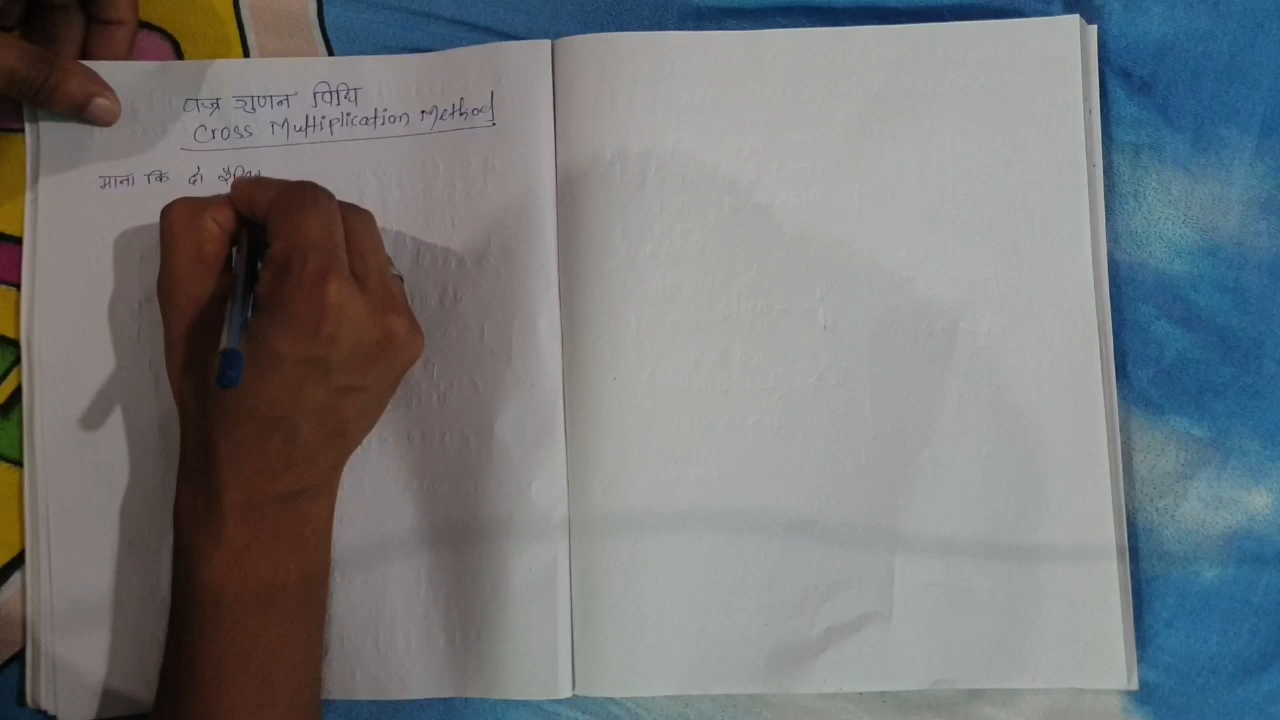 वज्र गुणन विधि
Cross Multiplication Method
माना कि दो